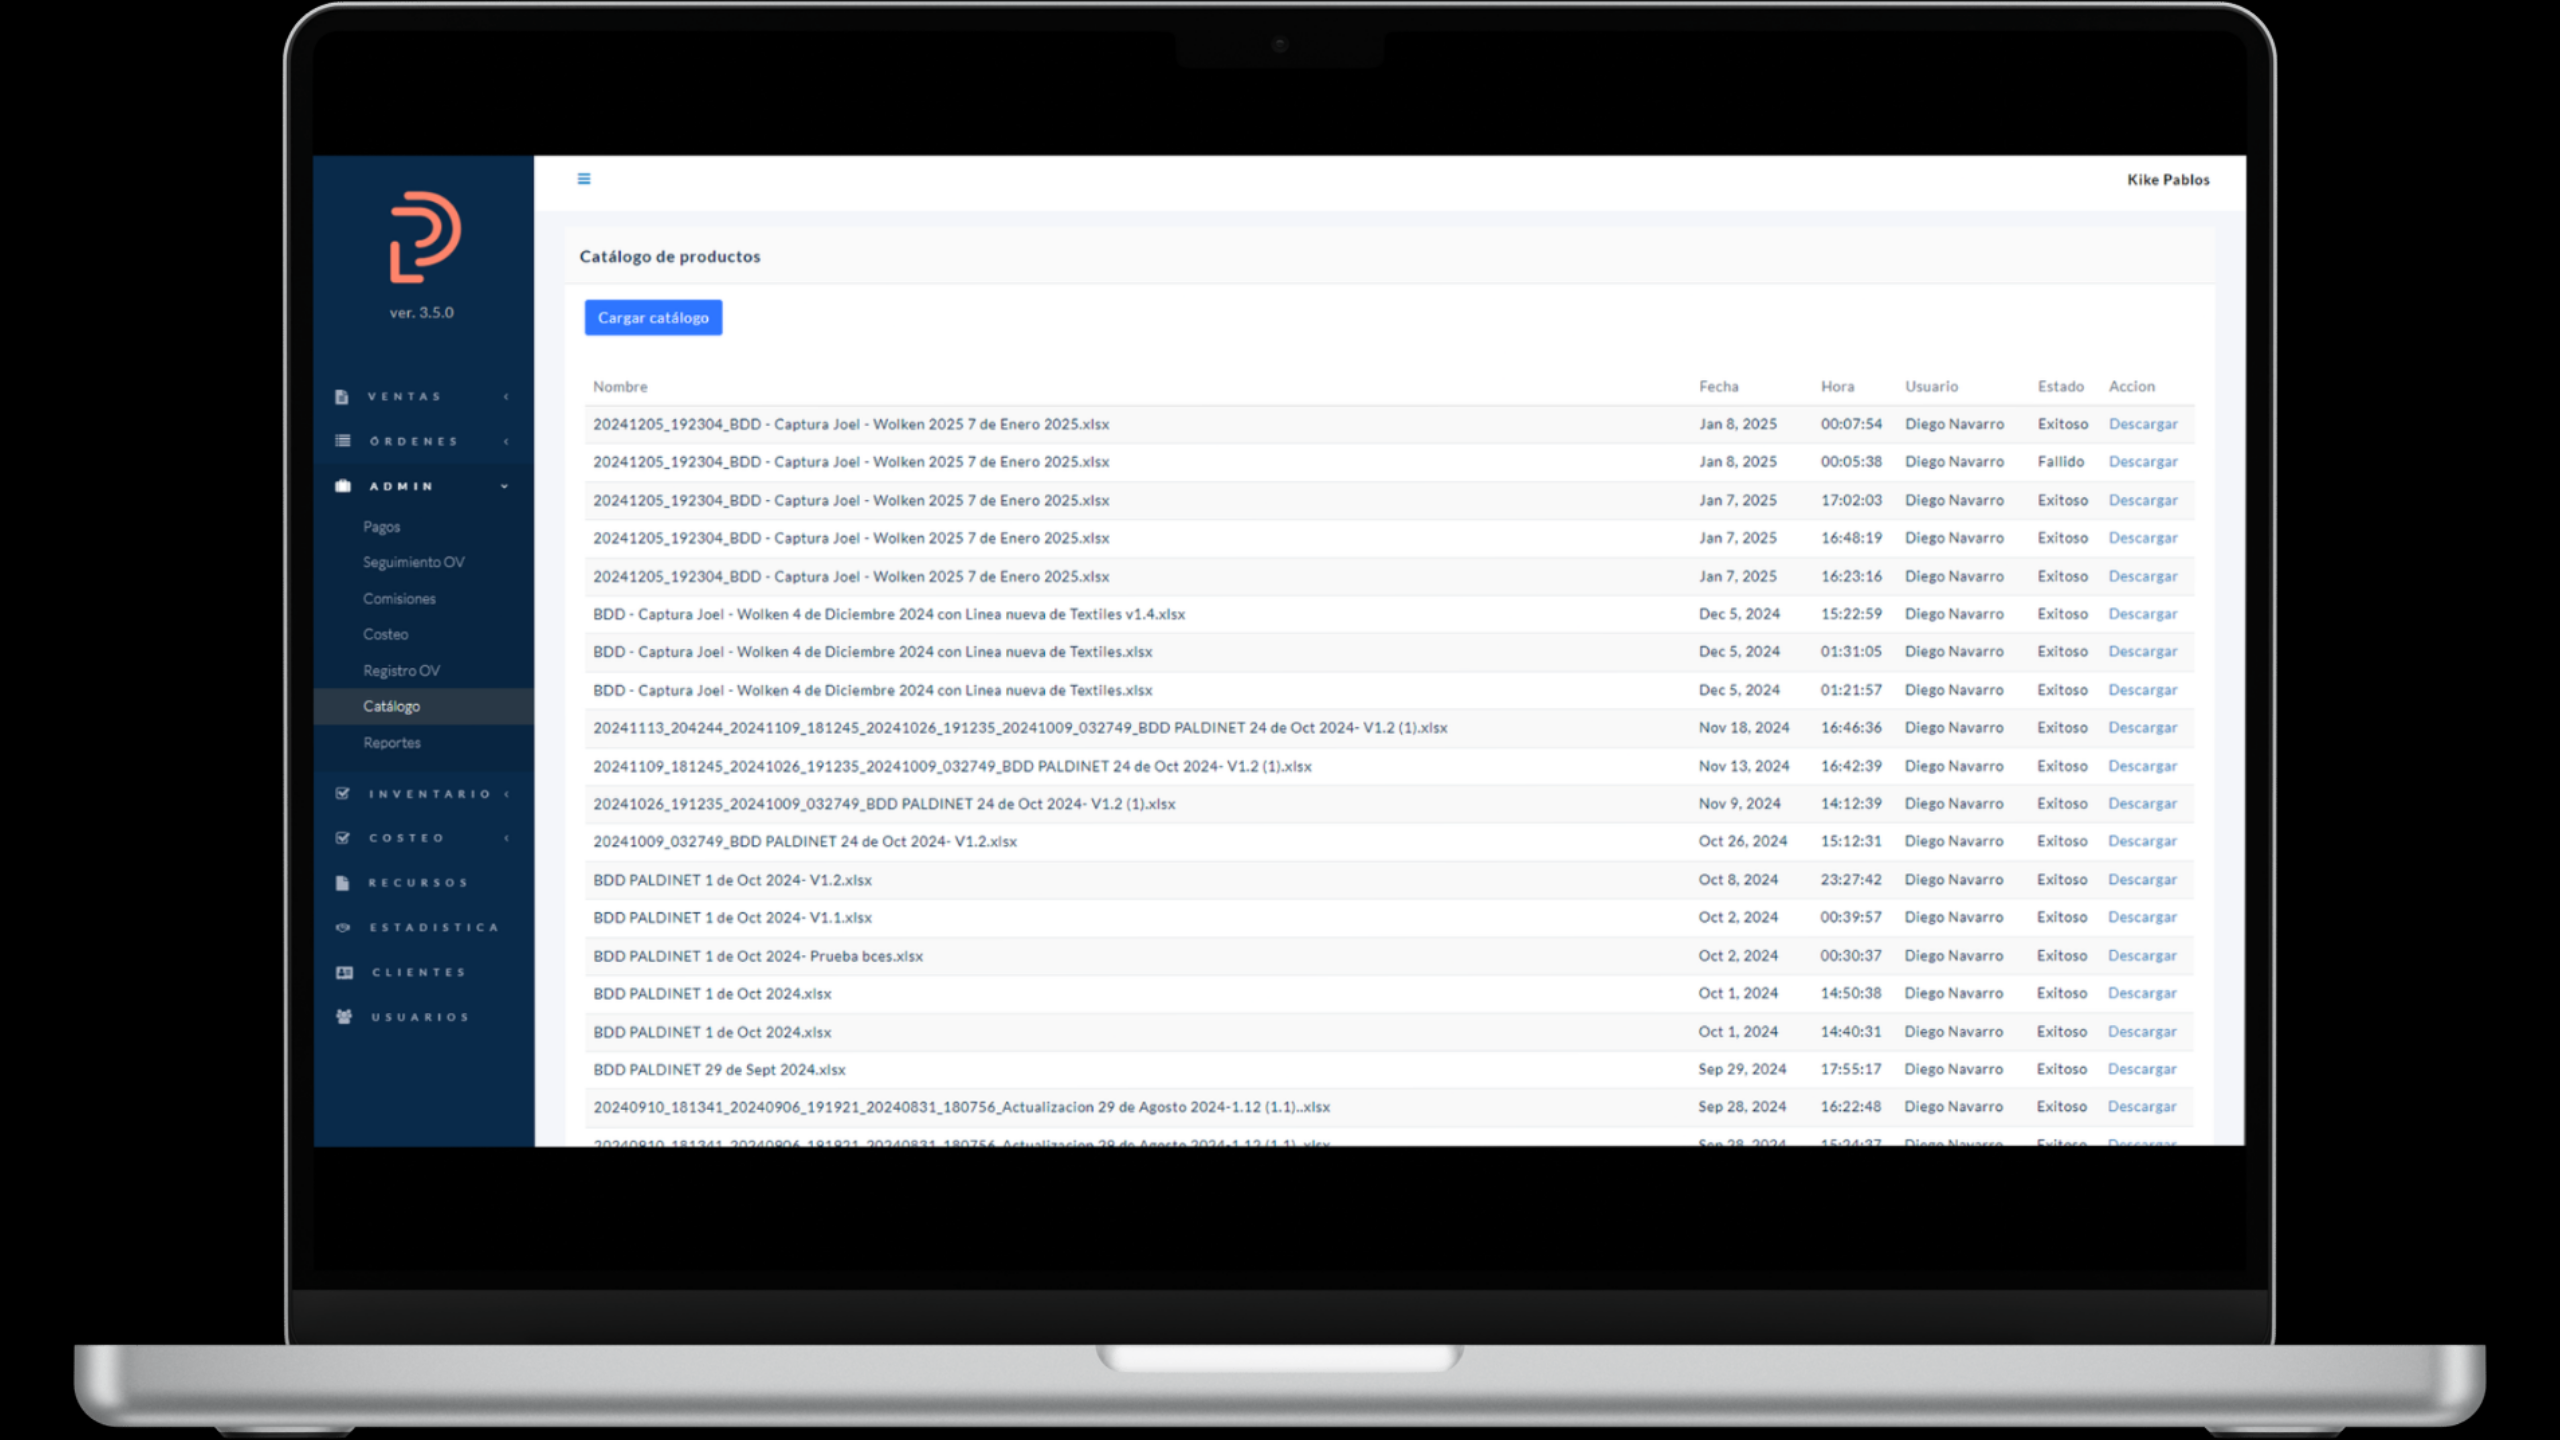 Kike Pablos
ver. 3.5.0
VENTAS
ÓRDENES
ADMIN
Pagos
Seguimiento OV
Comisiones
Costeo
Registro OV
Catálogo
Reportes
INVENTARIO
COSTEO
RECURSOS
ESTADISTICA
CLIENTES
USUARIOS
Catálogo de productos
Cargar catálogo
Nombre Fecha Hora Usuario Estado Accion
20241205_192304_BDD - Captura Joel - Wolken 2025 7 de Enero 2025.xlsx Jan 8, 2025 00:07:54 Diego Navarro Exitoso Descargar
20241205_192304_BDD - Captura Joel - Wolken 2025 7 de Enero 2025.xlsx Jan 8, 2025 00:05:38 Diego Navarro Fallido Descargar
20241205_192304_BDD - Captura Joel - Wolken 2025 7 de Enero 2025.xlsx Jan 7, 2025 17:02:03 Diego Navarro Exitoso Descargar
20241205_192304_BDD - Captura Joel - Wolken 2025 7 de Enero 2025.xlsx Jan 7, 2025 16:48:19 Diego Navarro Exitoso Descargar
20241205_192304_BDD - Captura Joel - Wolken 2025 7 de Enero 2025.xlsx Jan 7, 2025 16:23:16 Diego Navarro Exitoso Descargar
BDD - Captura Joel - Wolken 4 de Diciembre 2024 con Linea nueva de Textiles v1.4.xlsx Dec 5, 2024 15:22:59 Diego Navarro Exitoso Descargar
BDD - Captura Joel - Wolken 4 de Diciembre 2024 con Linea nueva de Textiles.xlsx Dec 5, 2024 01:31:05 Diego Navarro Exitoso Descargar
BDD - Captura Joel - Wolken 4 de Diciembre 2024 con Linea nueva de Textiles.xlsx Dec 5, 2024 01:21:57 Diego Navarro Exitoso Descargar
20241113_204244_20241109_181245_20241026_191235_20241009_032749_BDD PALDINET 24 de Oct 2024- V1.2 (1).xlsx Nov 18, 2024 16:46:36 Diego Navarro Exitoso Descargar
20241109_181245_20241026_191235_20241009_032749_BDD PALDINET 24 de Oct 2024- V1.2 (1).xlsx Nov 13, 2024 16:42:39 Diego Navarro Exitoso Descargar
20241026_191235_20241009_032749_BDD PALDINET 24 de Oct 2024- V1.2 (1).xlsx Nov 9, 2024 14:12:39 Diego Navarro Exitoso Descargar
20241009_032749_BDD PALDINET 24 de Oct 2024- V1.2.xlsx Oct 26, 2024 15:12:31 Diego Navarro Exitoso Descargar
BDD PALDINET 1 de Oct 2024- V1.2.xlsx Oct 8, 2024 23:27:42 Diego Navarro Exitoso Descargar
BDD PALDINET 1 de Oct 2024- V1.1.xlsx Oct 2, 2024 00:39:57 Diego Navarro Exitoso Descargar
BDD PALDINET 1 de Oct 2024- Prueba bces.xlsx Oct 2, 2024 00:30:37 Diego Navarro Exitoso Descargar
BDD PALDINET 1 de Oct 2024.xlsx Oct 1, 2024 14:50:38 Diego Navarro Exitoso Descargar
BDD PALDINET 1 de Oct 2024.xlsx Oct 1, 2024 14:40:31 Diego Navarro Exitoso Descargar
BDD PALDINET 29 de Sept 2024.xlsx Sep 29, 2024 17:55:17 Diego Navarro Exitoso Descargar
20240910_181341_20240906_191921_20240831_180756_Actualizacion 29 de Agosto 2024-1.12 (1.1)..xlsx Sep 28, 2024 16:22:48 Diego Navarro Exitoso Descargar
20240910_181341_20240906_191921_20240831_180756_Actualizacion 29 de Agosto 2024-1.12 (1.1)..xlsx Sep 28, 2024 15:24:37 Diego Navarro Exitoso Descargar